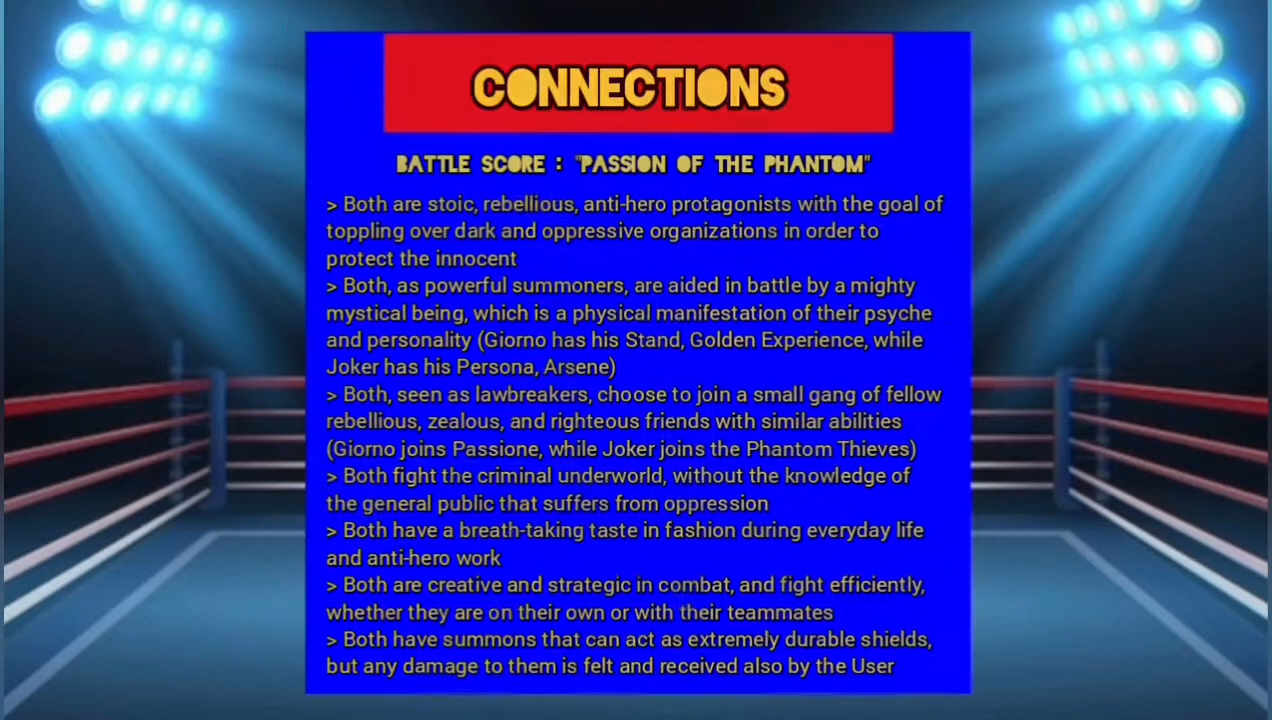 CONNECTIONS
BATTLE SCORE : "PASSION OF THE PHANTOM"
> Both are stoic, rebellious, anti-hero protagonists with the goal of
toppling over dark and oppressive organizations in order to
protect the innocent
> Both, as powerful summoners, are aided in battle by a mighty
mystical being, which is a physical manifestation of their psyche
and personality (Giorno has his Stand, Golden Experience, while
Joker has his Persona, Arsene)
> Both, seen as lawbreakers, choose to join a small gang of fellow
rebellious, zealous, and righteous friends with similar abilities
(Giorno joins Passione, while Joker joins the Phantom Thieves)
> Both fight the criminal underworld, without the knowledge of
the general public that suffers from oppression
> Both have a breath-taking taste in fashion during everyday life
and anti-hero work
> Both are creative and strategic in combat, and fight efficiently,
whether they are on their own or with their teammates
> Both have summons that can act as extremely durable shields,
but any damage to them is felt and received also by the User